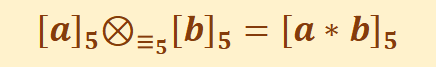 [a]₅⊗≡₅[b]₅ = [a ∗ b]₅